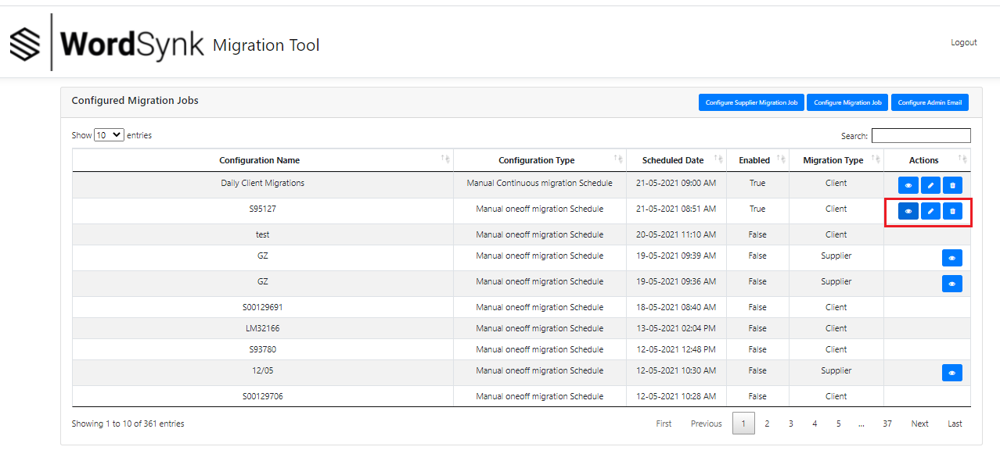 WordSynk Migration Tool
Logout
Configured Migration Jobs
Configure Supplier Migration Job Configure Migration Job Configure Admin Email
Show 10 entries Search:
Configuration Name Configuration Type Scheduled Date Enabled Migration Type Actions
Daily Client Migrations Manual Continuous migration Schedule 21-05-2021 09:00 AM True Client
S95127 Manual oneoff migration Schedule 21-05-2021 08:51 AM True Client
test Manual oneoff migration Schedule 20-05-2021 11:10 AM False Client
GZ Manual oneoff migration Schedule 19-05-2021 09:39 AM False Supplier
GZ Manual oneoff migration Schedule 19-05-2021 09:36 AM False Supplier
S00129691 Manual oneoff migration Schedule 18-05-2021 08:40 AM False Client
LM32166 Manual oneoff migration Schedule 13-05-2021 02:04 PM False Client
S93780 Manual oneoff migration Schedule 12-05-2021 12:48 PM False Client
12/05 Manual oneoff migration Schedule 12-05-2021 10:30 AM False Supplier
S00129706 Manual oneoff migration Schedule 12-05-2021 10:28 AM False Client
Showing 1 to 10 of 361 entries First Previous 1 2 3 4 5 ... 37 Next Last